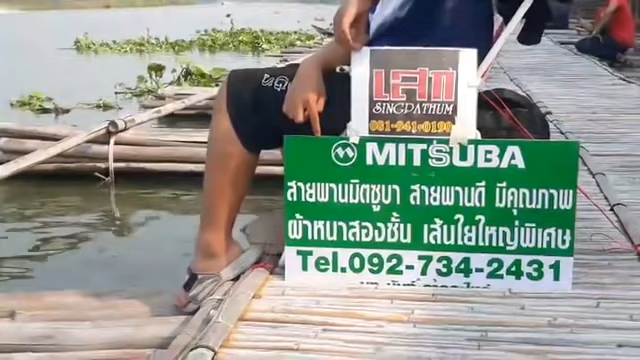 เสก
SINGPATHUM
081-941-0190
MITSUBA
สายพานมิตซูบา สายพานดี มีคุณภาพ
ผ้าหนาสองชั้น เส้นใยใหญ่พิเศษ
Tel.092-734-2431